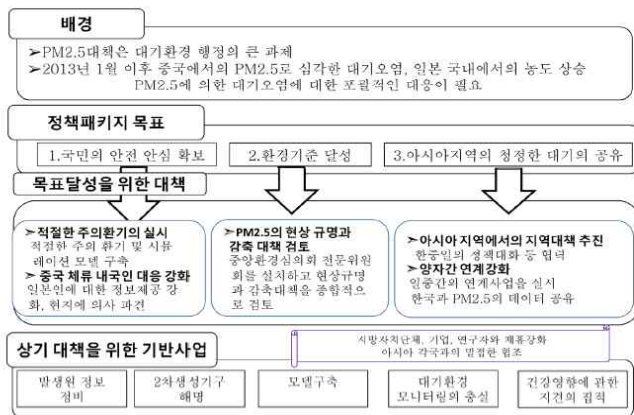 배경
➢PM2.5대책은 대기환경 행정의 큰 과제
➢2013년 1월 이후 중국에서의 PM2.5로 심각한 대기오염, 일본 국내에서의 농도 상승
PM2.5에 의한 대기오염에 대한 포괄적인 대응이 필요
정책패키지 목표
1.국민의 안전 안심 확보
2.환경기준 달성
3.아시아지역의 청정한 대기의 공유
목표달성을 위한 대책
➢적절한 주의환기의 실시
적정한 주의 환기 및 시뮬
레이션 모델 구축
➢중국 체류 내국인 대응 강화
일본인에 대한 정보제공 강
화, 현지에 의사 파견
➢PM2.5의 현상 규명과
감축 대책 검토
중앙환경심의회 전문위원
회를 설치하고 현상규명
과 감축대책을 종합적으
로 검토
➢아시아 지역에서의 지역대책 추진
한중일의 정책대화 등 협력
➢양자간 연계강화
일중간의 연계사업을 실시
한국과 PM2.5의 데이터 공유
상기 대책을 위한 기반사업
지방자치단체, 기업, 연구자와 제휴강화
아시아 각국과의 밀접한 협조
발생원 정보
정비
2차생성기구
해명
모델구축
대기환경
모니터링의 충실
건강영향에 관한
지견의 집적